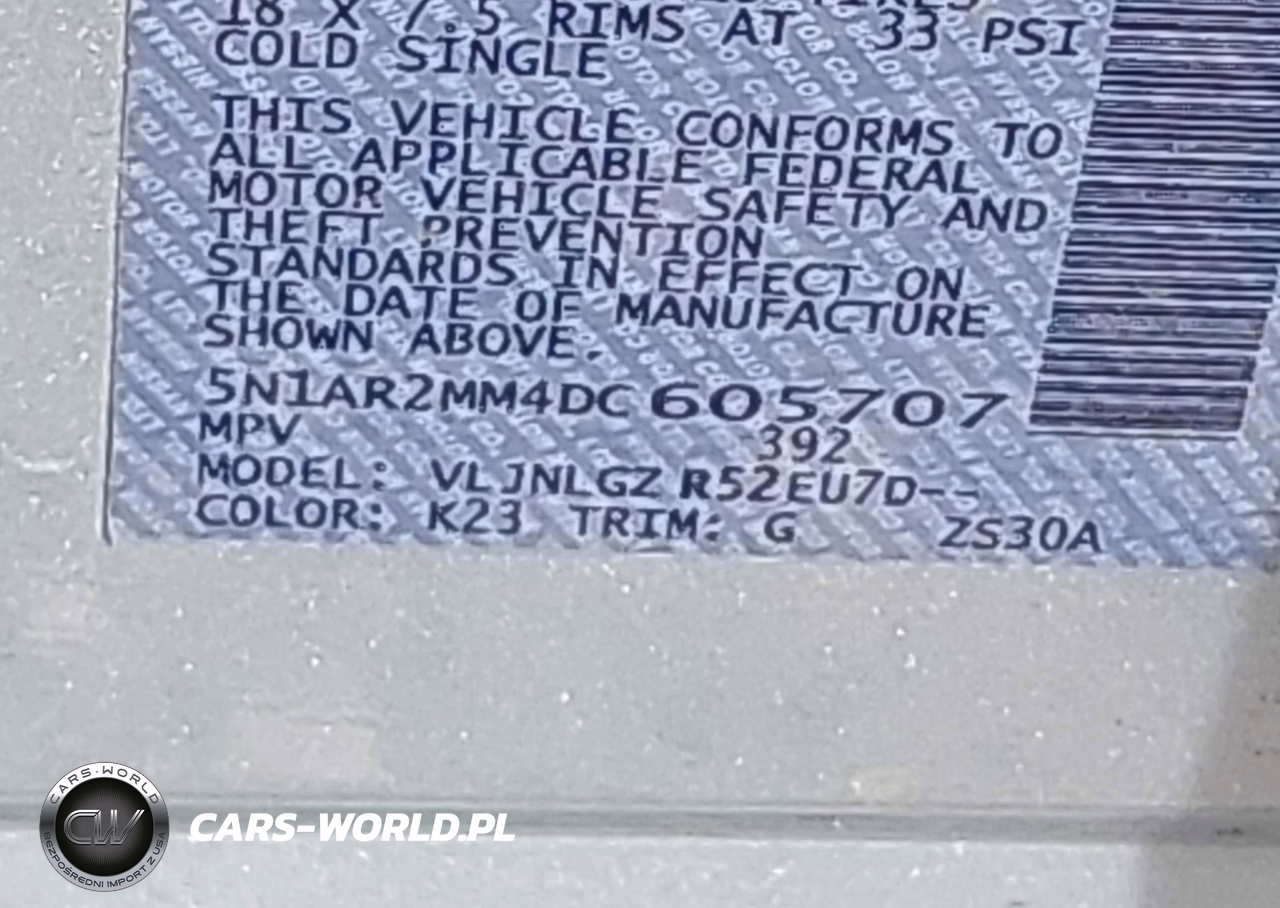 18 X 7.5 RIMS AT 33 PSI
COLD SINGLE
THIS VEHICLE CONFORMS TO
ALL APPLICABLE FEDERAL
MOTOR VEHICLE SAFETY AND
THEFT PREVENTION
STANDARDS IN EFFECT ON
THE DATE OF MANUFACTURE
SHOWN ABOVE.
5N1AR2MM4DC605707
MPV 392
MODEL: VLJNLGZ R52EU7D--
COLOR: K23 TRIM: G ZS30A
CARS-WORLD
CW
BEZPOŚREDNI IMPORT Z USA
CARS-WORLD.PL